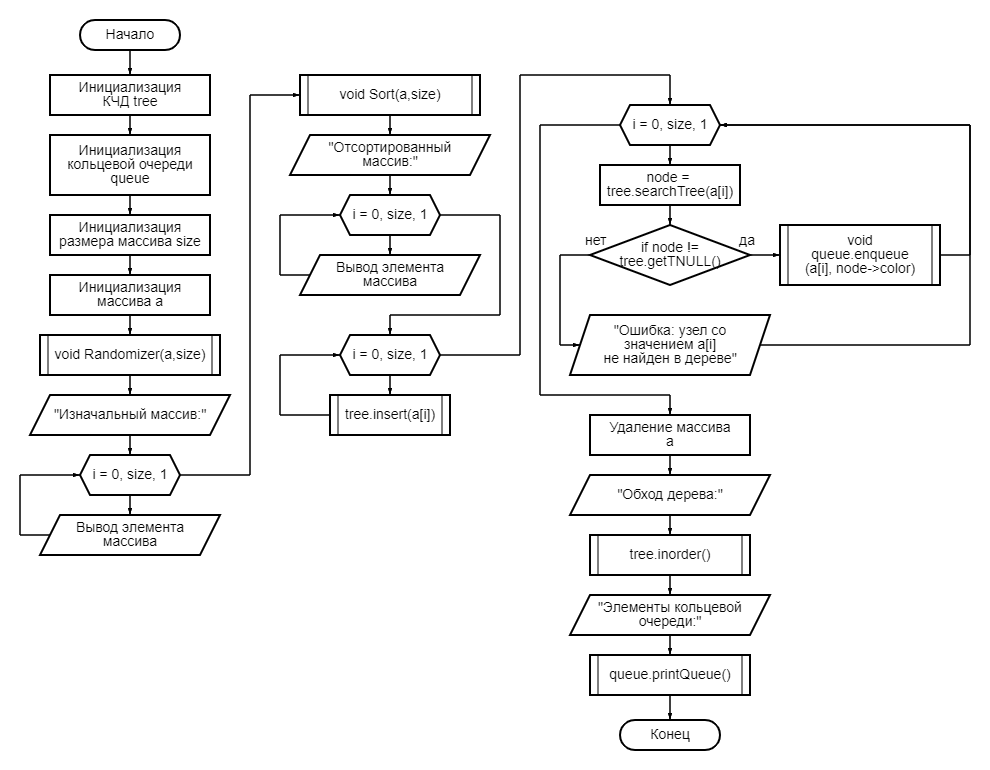 Начало
Инициализация
КЧД tree
Инициализация
кольцевой очереди
queue
Инициализация
размера массива size
Инициализация
массива a
void Randomizer(a,size)
"Изначальный массив:"
i = 0, size, 1
Вывод элемента
массива
void Sort(a,size)
"Отсортированный
массив:"
i = 0, size, 1
Вывод элемента
массива
i = 0, size, 1
tree.insert(a[i])
i = 0, size, 1
node =
tree.searchTree(a[i])
нет
if node !=
tree.getTNULL()
да
void
queue.enqueue
(a[i], node->color)
"Ошибка: узел со
значением a[i]
не найден в дереве"
Удаление массива
a
"Обход дерева:"
tree.inorder()
"Элементы кольцевой
очереди:"
queue.printQueue()
Конец